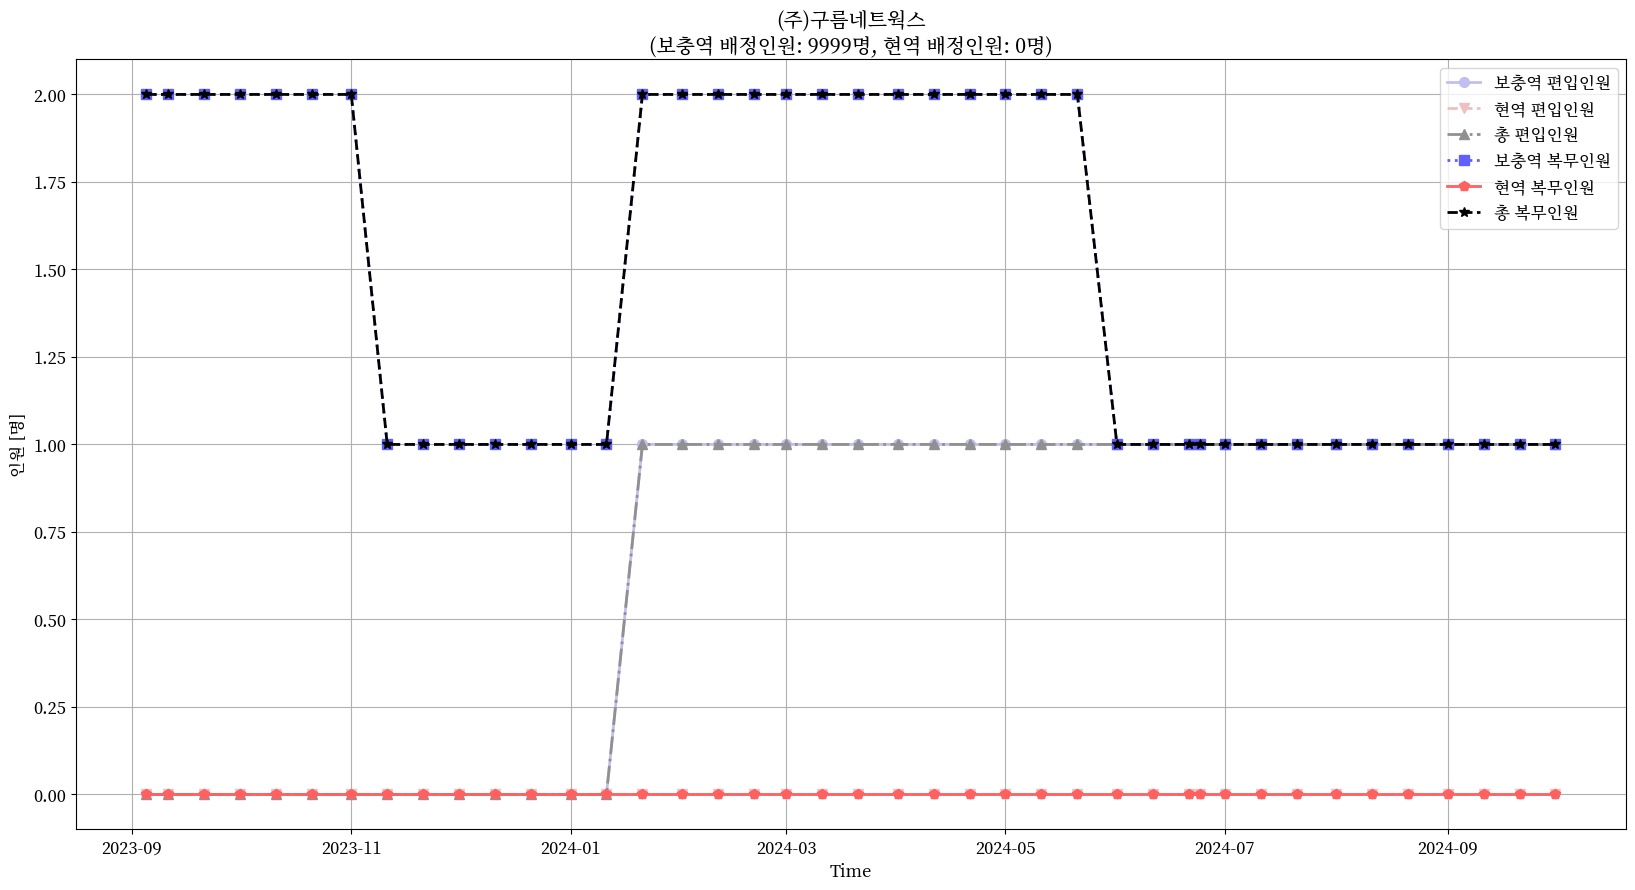 (주)구름네트웍스
(보충역 배정인원: 9999명, 현역 배정인원: 0명)
보충역 편입인원
현역 편입인원
총 편입인원
보충역 복무인원
현역 복무인원
총 복무인원
인원 [명]
2.00
1.75
1.50
1.25
1.00
0.75
0.50
0.25
0.00
2023-09 2023-11 2024-01 2024-03 2024-05 2024-07 2024-09
Time